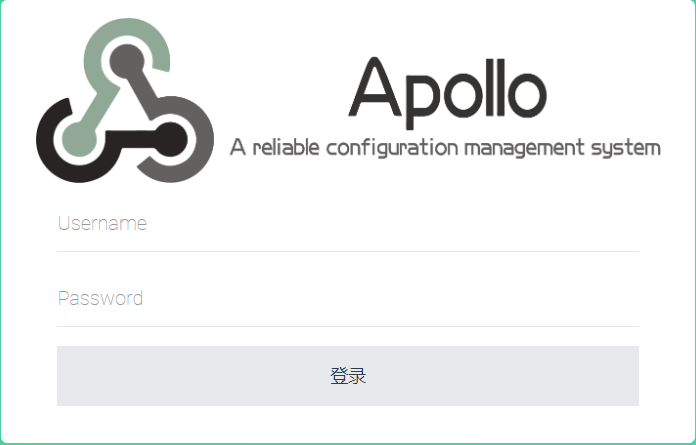 Apollo
A reliable configuration management system
Username
Password
登录